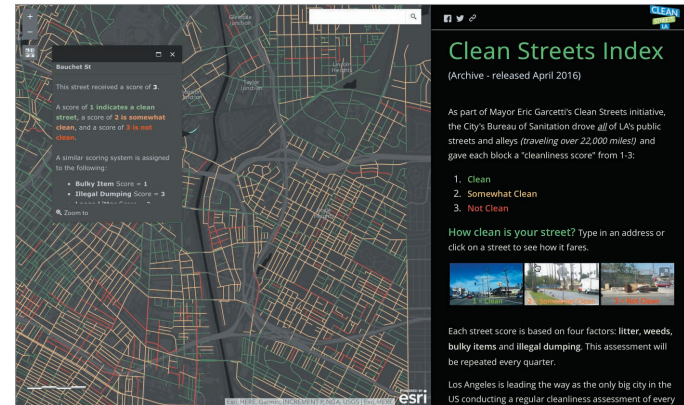 Bauchet St
This street received a score of 3.
A score of 1 indicates a clean
street, a score of 2 is somewhat
clean, and a score of 3 is not
clean.
A similar scoring system is assigned
to the following:
• Bulky Item Score = 1
• Illegal Dumping Score = 3
Zoom to
Glendale
Junction
Taylor
Junction
Lincoln
Heights
esri
CLEAN
STREETS
LA
Clean Streets Index
(Archive - released April 2016)
As part of Mayor Eric Garcetti's Clean Streets initiative,
the City's Bureau of Sanitation drove all of LA's public
streets and alleys (traveling over 22,000 miles!) and
gave each block a "cleanliness score" from 1-3:
1. Clean
2. Somewhat Clean
3. Not Clean
How clean is your street? Type in an address or
click on a street to see how it fares.
Each street score is based on four factors: litter, weeds,
bulky items and illegal dumping. This assessment will
be repeated every quarter.
Los Angeles is leading the way as the only big city in the
US conducting a regular cleanliness assessment of every